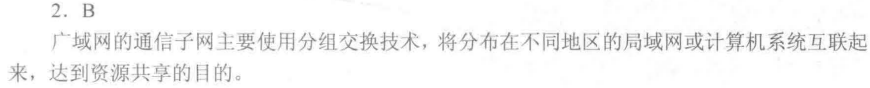 2．B
广域网的通信子网主要使用分组交换技术，将分布在不同地区的局域网或计算机系统互联起
来，达到资源共享的目的。